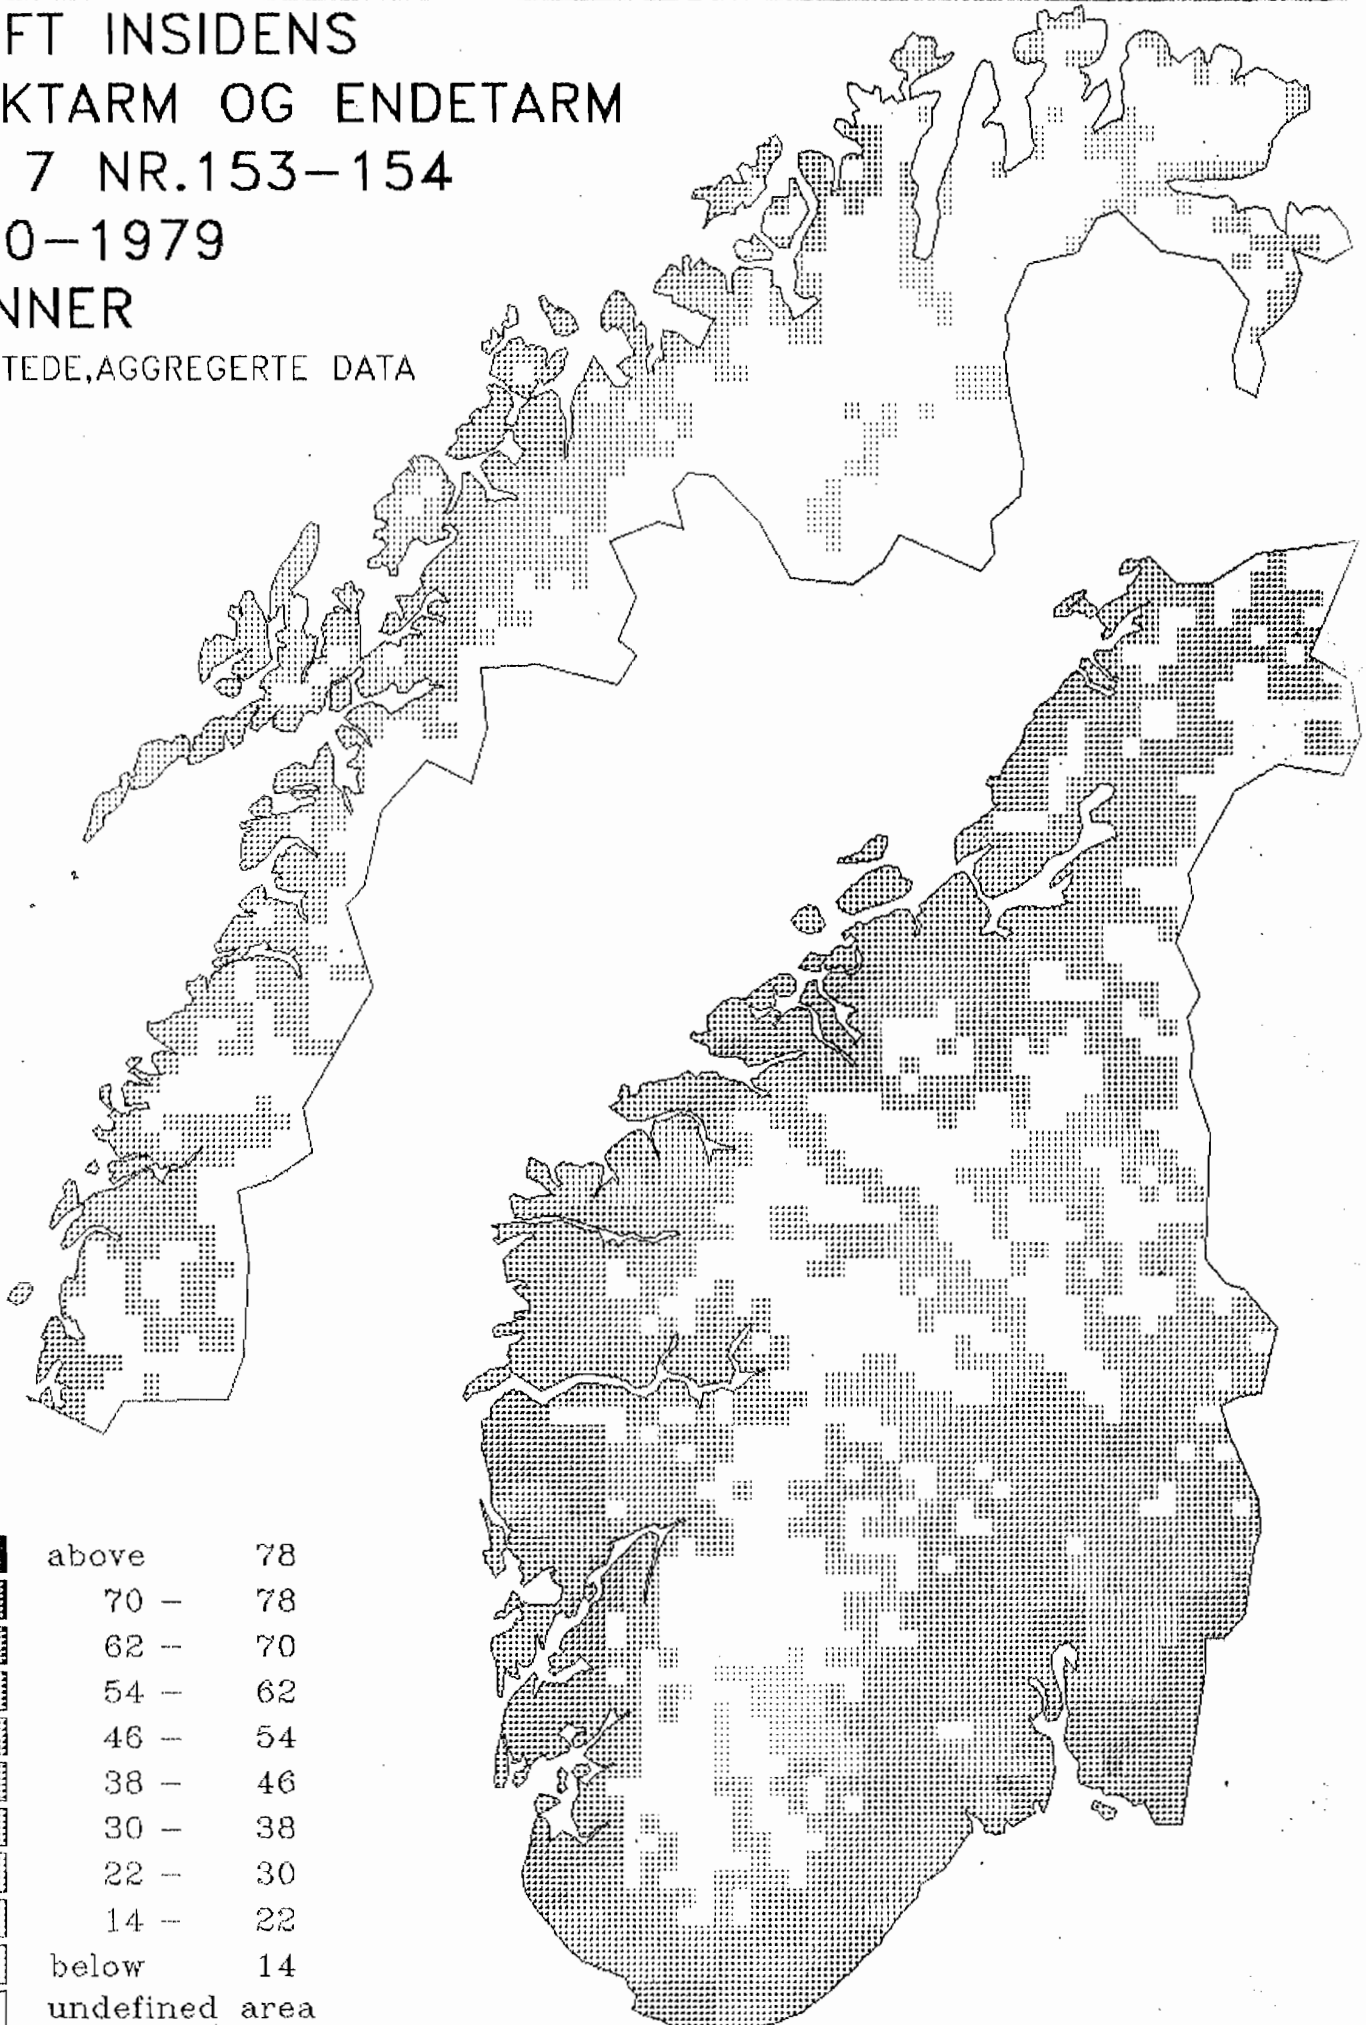 FT INSIDENS
KTARM OG ENDETARM
7 NR.153–154
0–1979
NNER
TEDE,AGGREGERTE DATA
above 78
70 – 78
62 – 70
54 – 62
46 – 54
38 – 46
30 – 38
22 – 30
14 – 22
below 14
undefined area